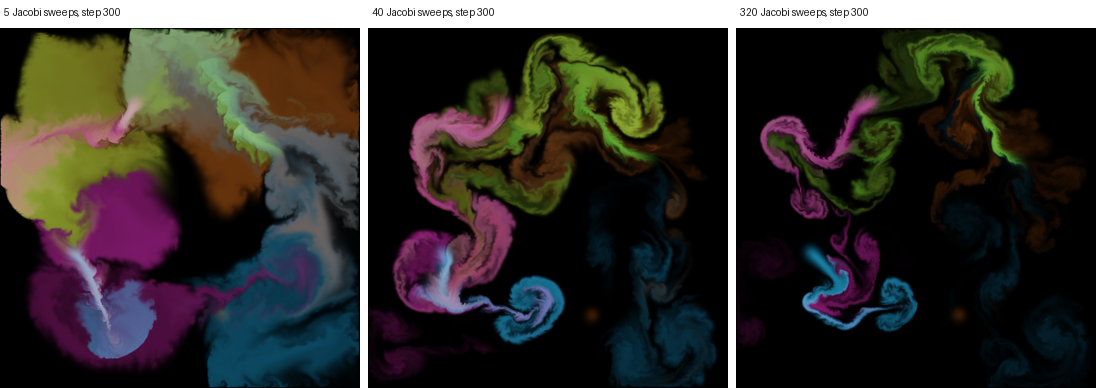 5 Jacobi sweeps, step 300
40 Jacobi sweeps, step 300
320 Jacobi sweeps, step 300